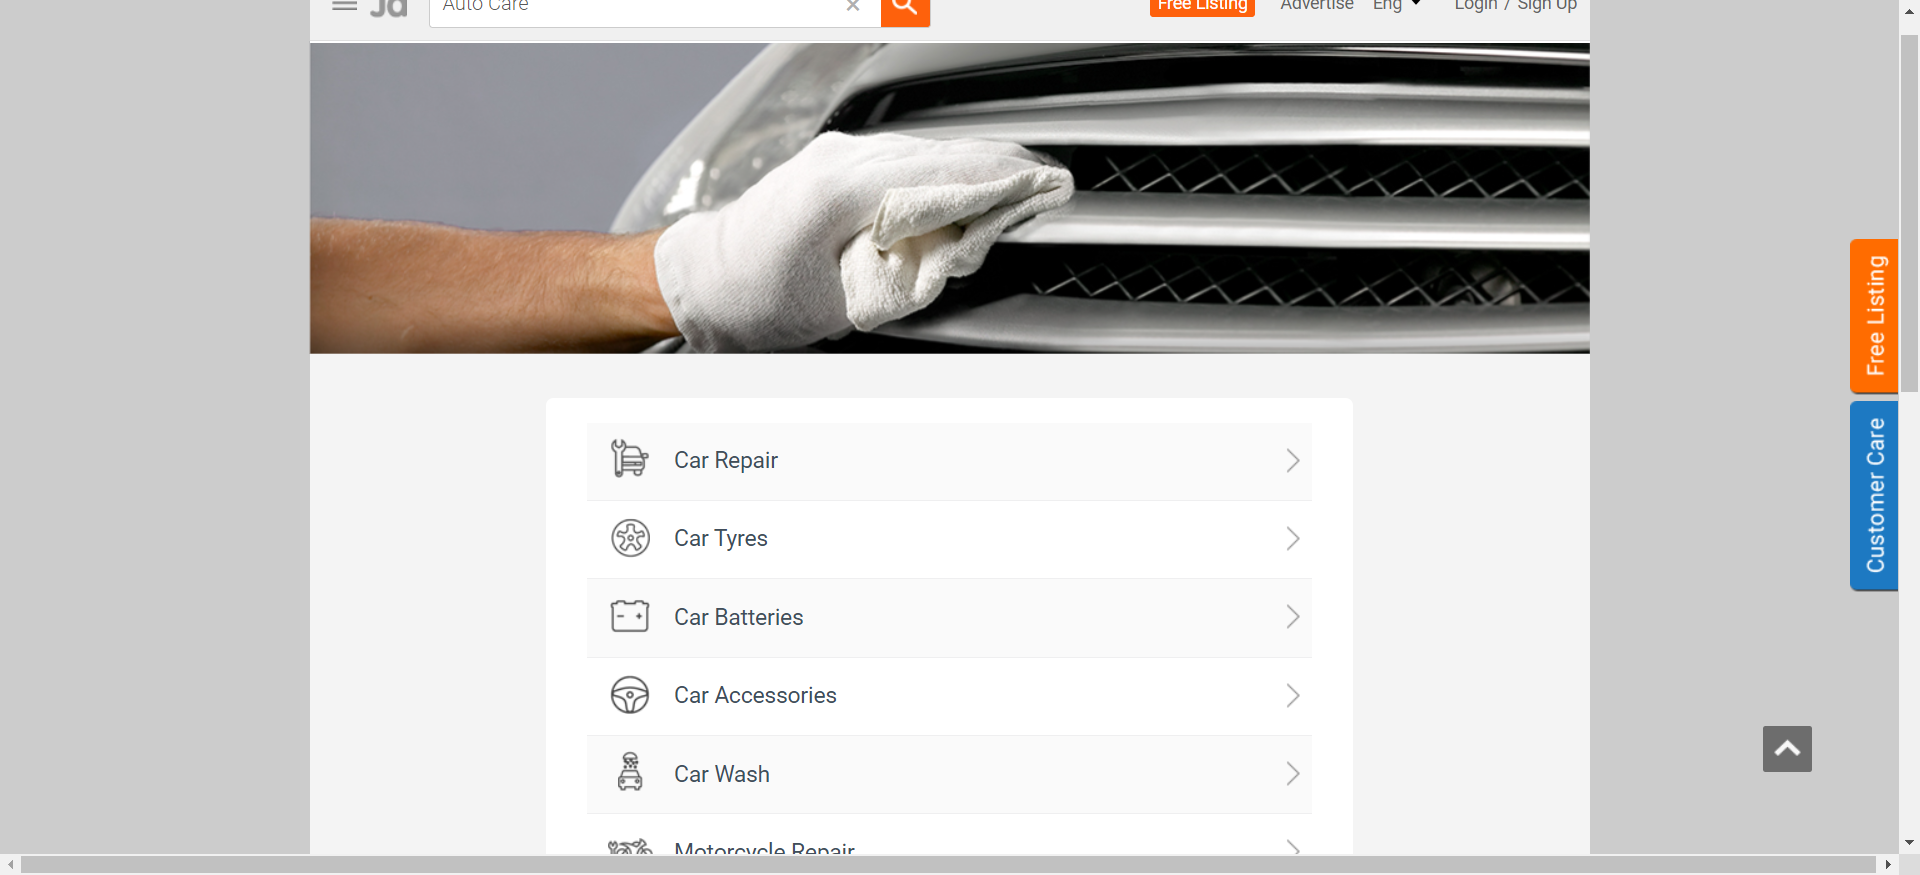 Jd
Auto Care
Free Listing
Advertise
Eng
Login / Sign Up
Car Repair
Car Tyres
Car Batteries
Car Accessories
Car Wash
Motorcycle Repair
Free Listing
Customer Care